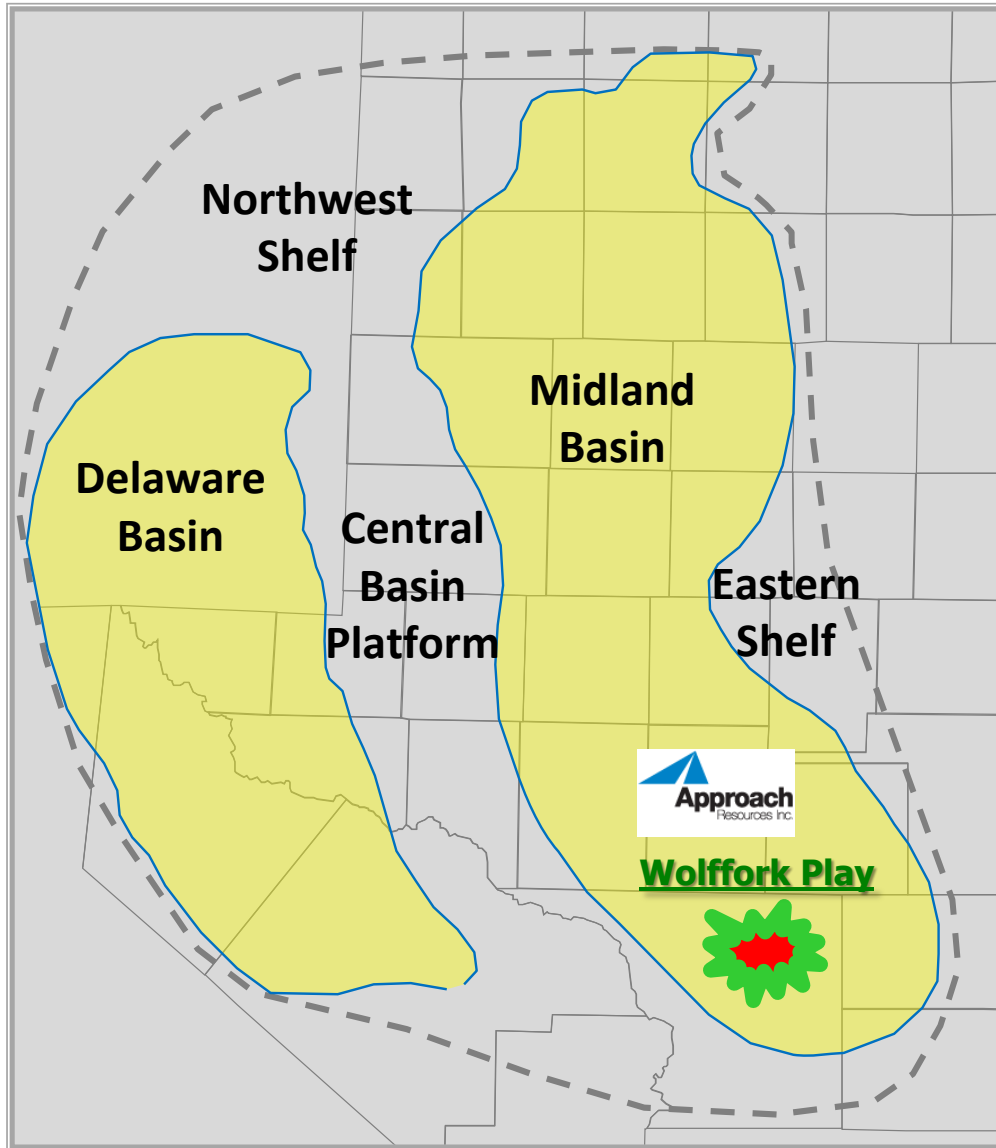 Northwest
Shelf
Midland
Basin
Delaware
Basin
Central
Basin
Platform
Eastern
Shelf
Approach
Resources Inc.
Wolffork Play